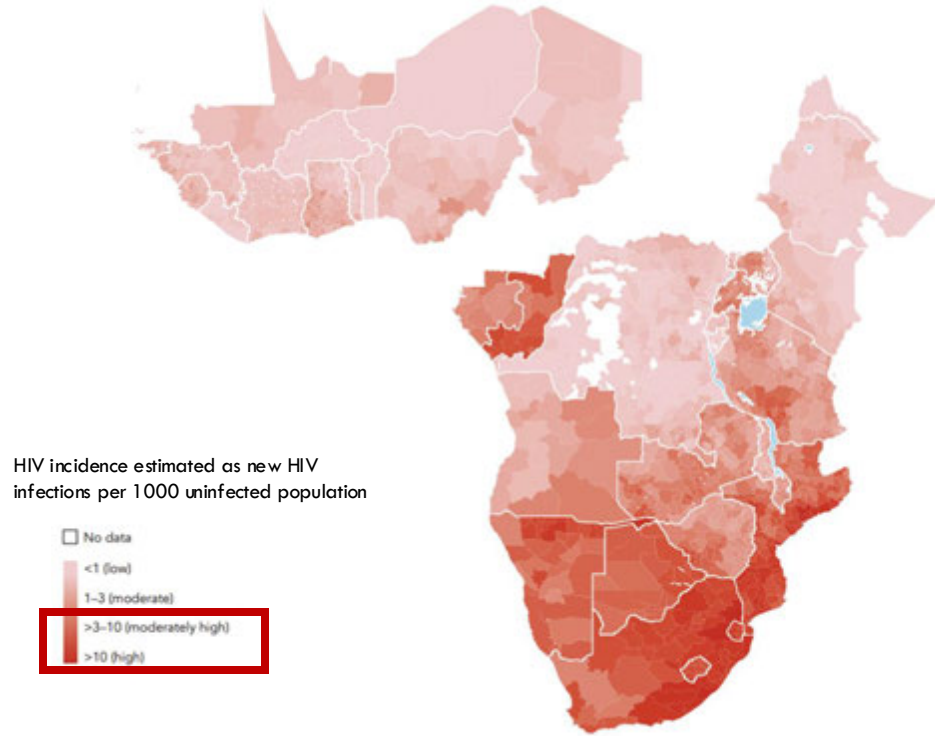 HIV incidence estimated as new HIV
infections per 1000 uninfected population
No data
<1 (low)
1–3 (moderate)
>3–10 (moderately high)
>10 (high)